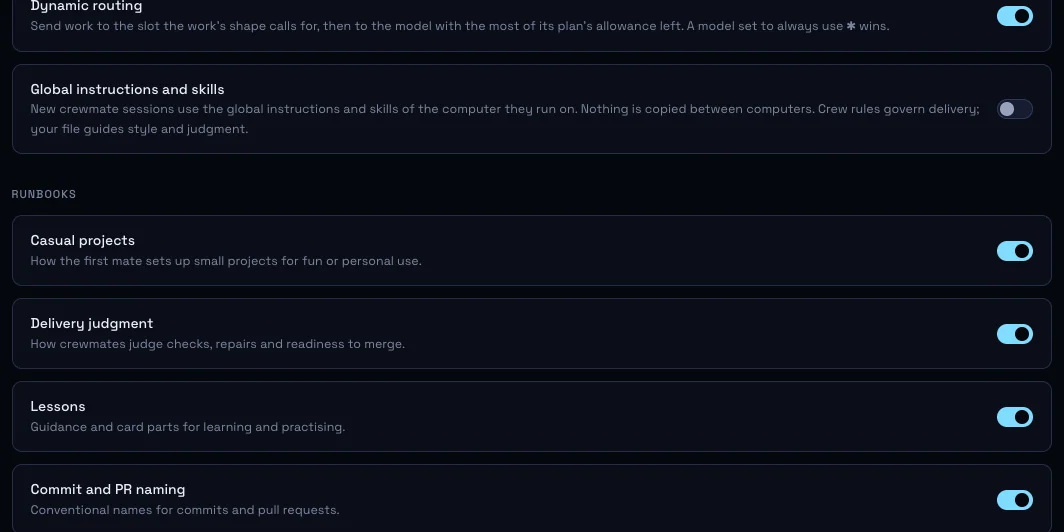 Dynamic routing
Send work to the slot the work's shape calls for, then to the model with the most of its plan's allowance left. A model set to always use ✱ wins.
Global instructions and skills
New crewmate sessions use the global instructions and skills of the computer they run on. Nothing is copied between computers. Crew rules govern delivery;
your file guides style and judgment.
RUNBOOKS
Casual projects
How the first mate sets up small projects for fun or personal use.
Delivery judgment
How crewmates judge checks, repairs and readiness to merge.
Lessons
Guidance and card parts for learning and practising.
Commit and PR naming
Conventional names for commits and pull requests.